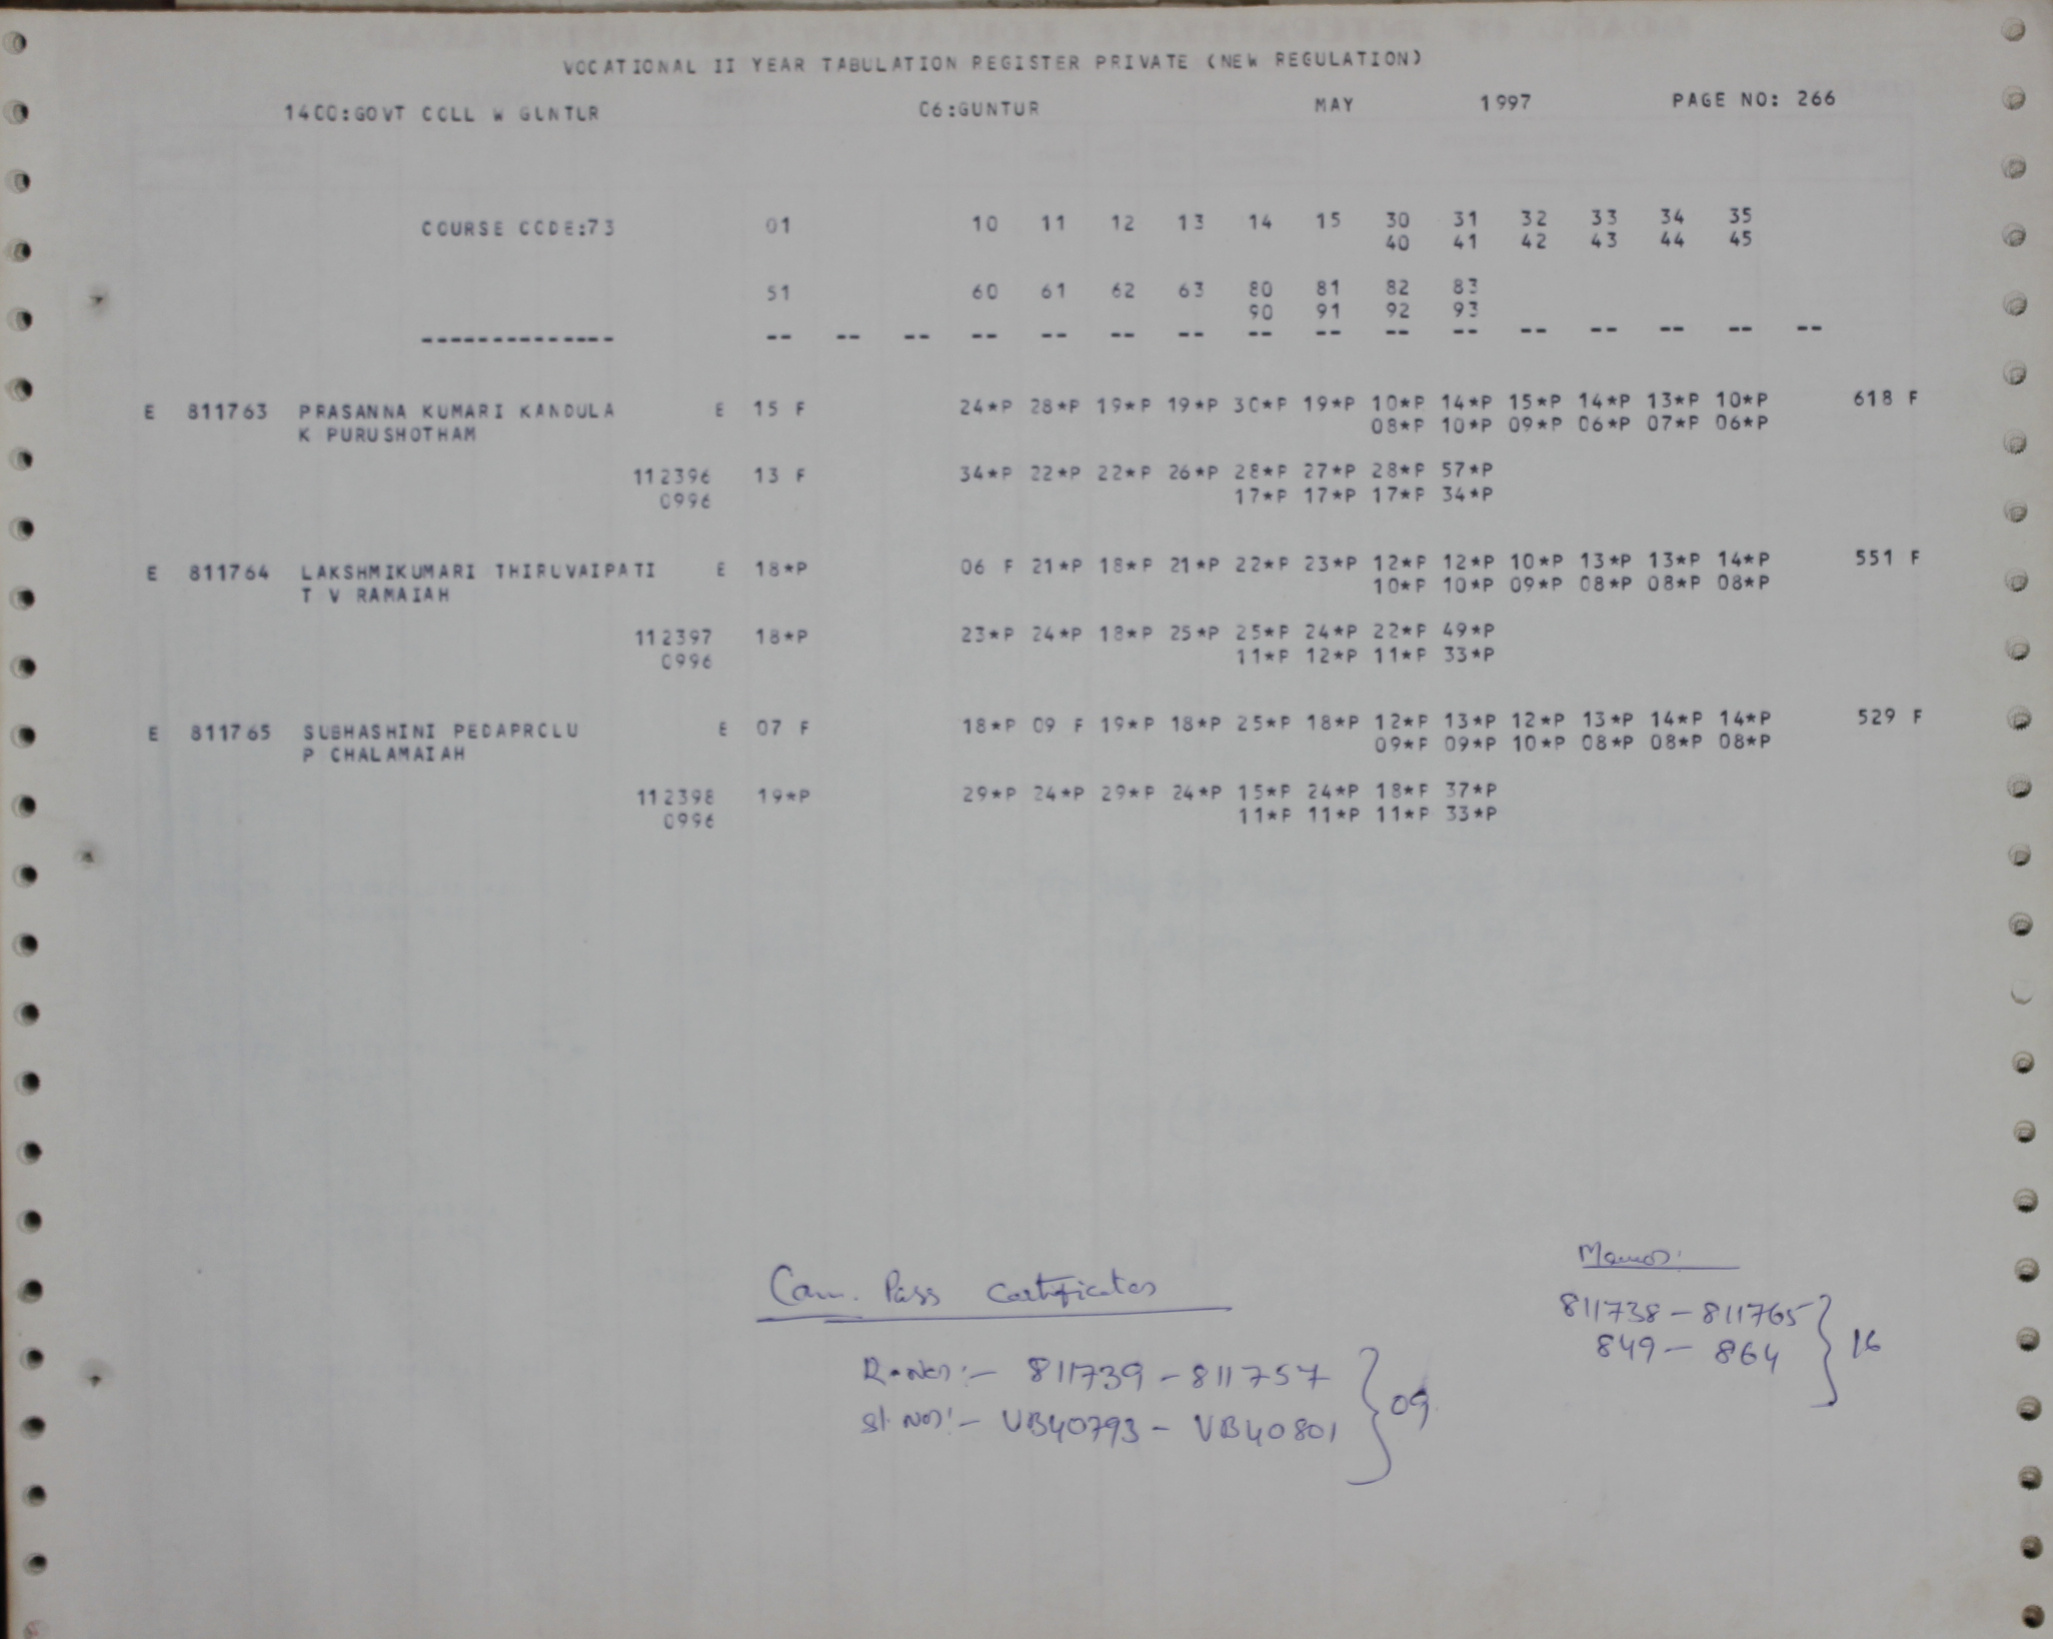 VOCATIONAL II YEAR TABULATION REGISTER PRIVATE (NEW REGULATION)
1400:GOVT COLL W GUNTUR 06:GUNTUR MAY 1997 PAGE NO: 266
COURSE CODE:73 01 10 11 12 13 14 15 30 31 32 33 34 35
40 41 42 43 44 45
51 60 61 62 63 80 81 82 83
90 91 92 93
-------------- -- -- -- -- -- -- -- -- -- -- -- -- -- -- -- --
E 811763 PRASANNA KUMARI KANDULA E 15 F 24*P 28*P 19*P 19*P 30*P 19*P 10*P 14*P 15*P 14*P 13*P 10*P 618 F
K PURUSHOTHAM 08*P 10*P 09*P 06*P 07*P 06*P
112396 13 F 34*P 22*P 22*P 26*P 28*P 27*P 28*P 57*P
0996 17*P 17*P 17*P 34*P
E 811764 LAKSHMIKUMARI THIRUVAIPATI E 18*P 06 F 21*P 18*P 21*P 22*P 23*P 12*P 12*P 10*P 13*P 13*P 14*P 551 F
T V RAMAIAH 10*P 10*P 09*P 08*P 08*P 08*P
112397 18*P 23*P 24*P 18*P 25*P 25*P 24*P 22*P 49*P
0996 11*P 12*P 11*P 33*P
E 811765 SUBHASHINI PEDAPROLU E 07 F 18*P 09 F 19*P 18*P 25*P 18*P 12*P 13*P 12*P 13*P 14*P 14*P 529 F
P CHALAMAIAH 09*P 09*P 10*P 08*P 08*P 08*P
112398 19*P 29*P 24*P 29*P 24*P 15*P 24*P 18*P 37*P
0996 11*P 11*P 11*P 33*P
Cam. Pass Certificates
R.Nos:- 811739 - 811757
Sl. Nos:- VB40793 - VB40801 } 09
Memos:
811738 - 811765
849 - 864 } 16